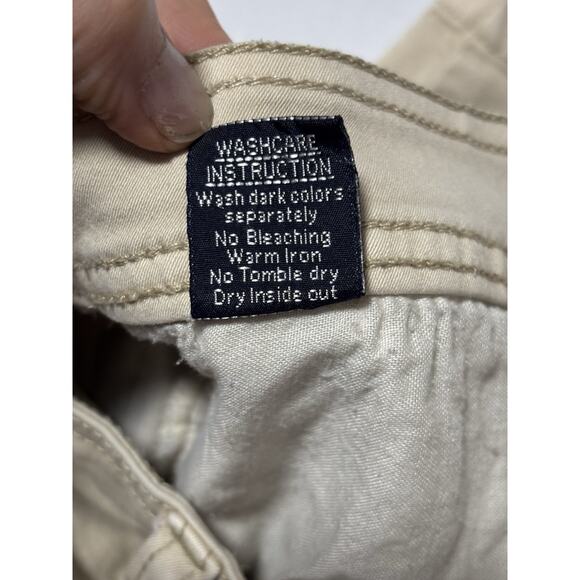 WASHCARE
INSTRUCTION
Wash dark colors
separately
No Bleaching
Warm Iron
No Tomble dry
Dry Inside out